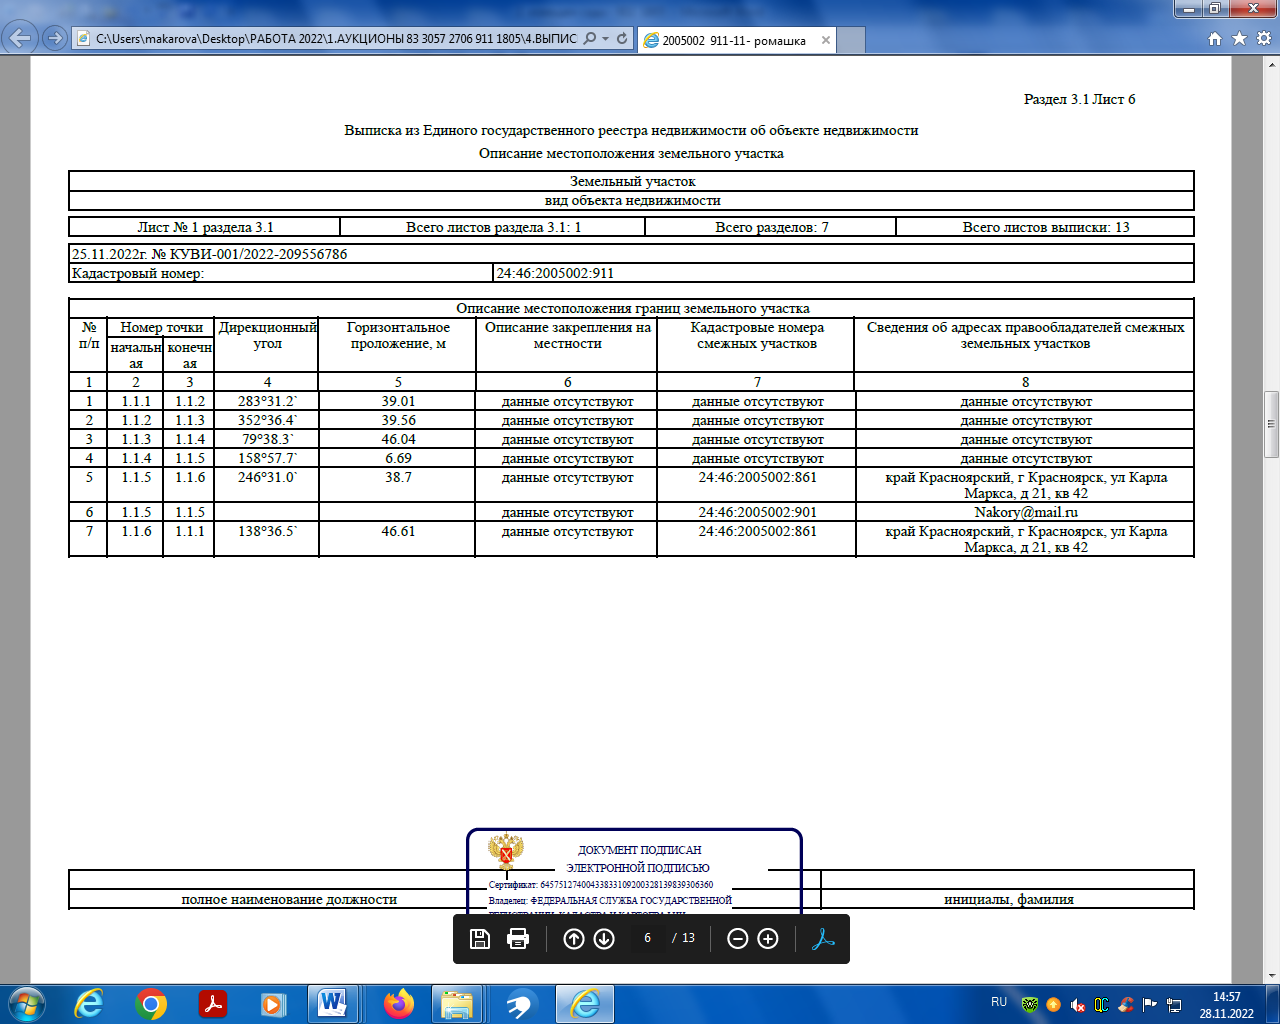 C:\Users\makarova\Desktop\РАБОТА 2022\1.АУКЦИОНЫ 83 3057 2706 911 1805\4.ВЫПИС
2005002 911-11- ромашка
Раздел 3.1 Лист 6
Выписка из Единого государственного реестра недвижимости об объекте недвижимости
Описание местоположения земельного участка
Земельный участок
вид объекта недвижимости
Лист № 1 раздела 3.1 Всего листов раздела 3.1: 1 Всего разделов: 7 Всего листов выписки: 13
25.11.2022г. № КУВИ-001/2022-209556786
Кадастровый номер: 24:46:2005002:911
Описание местоположения границ земельного участка
№ Номер точки Дирекционный Горизонтальное Описание закрепления на Кадастровые номера Сведения об адресах правообладателей смежных
п/п начальн конечн угол проложение, м местности смежных участков земельных участков
ая ая
1 2 3 4 5 6 7 8
1 1.1.1 1.1.2 283°31.2` 39.01 данные отсутствуют данные отсутствуют данные отсутствуют
2 1.1.2 1.1.3 352°36.4` 39.56 данные отсутствуют данные отсутствуют данные отсутствуют
3 1.1.3 1.1.4 79°38.3` 46.04 данные отсутствуют данные отсутствуют данные отсутствуют
4 1.1.4 1.1.5 158°57.7` 6.69 данные отсутствуют данные отсутствуют данные отсутствуют
5 1.1.5 1.1.6 246°31.0` 38.7 данные отсутствуют 24:46:2005002:861 край Красноярский, г Красноярск, ул Карла
Маркса, д 21, кв 42
6 1.1.5 1.1.5 данные отсутствуют 24:46:2005002:901 Nakory@mail.ru
7 1.1.6 1.1.1 138°36.5` 46.61 данные отсутствуют 24:46:2005002:861 край Красноярский, г Красноярск, ул Карла
Маркса, д 21, кв 42
ДОКУМЕНТ ПОДПИСАН
ЭЛЕКТРОННОЙ ПОДПИСЬЮ
Сертификат: 645751274004338331092003281398393063​60
Владелец: ФЕДЕРАЛЬНАЯ СЛУЖБА ГОСУДАРСТВЕННОЙ
РЕГИСТРАЦИИ, КАДАСТРА И КАРТОГРАФИИ
полное наименование должности инициалы, фамилия
6 / 13
RU 14:57
28.11.2022